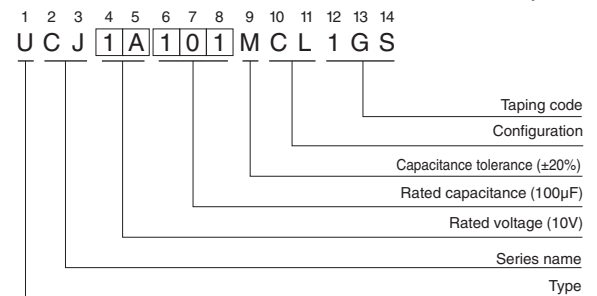 1 2 3 4 5 6 7 8 9 10 11 12 13 14
U C J 1 A 1 0 1 M C L 1 G S
Taping code
Configuration
Capacitance tolerance (±20%)
Rated capacitance (100µF)
Rated voltage (10V)
Series name
Type